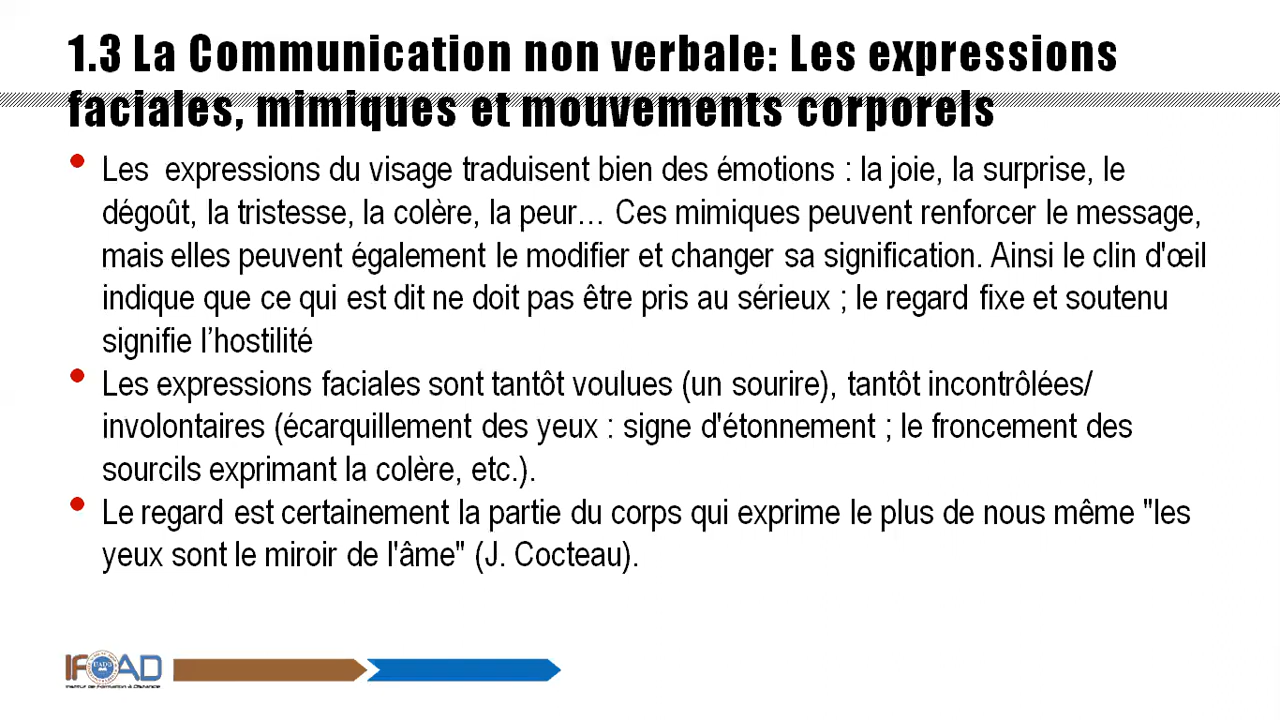 1.3 La Communication non verbale: Les expressions
faciales, mimiques et mouvements corporels
Les expressions du visage traduisent bien des émotions : la joie, la surprise, le
dégoût, la tristesse, la colère, la peur… Ces mimiques peuvent renforcer le message,
mais elles peuvent également le modifier et changer sa signification. Ainsi le clin d'œil
indique que ce qui est dit ne doit pas être pris au sérieux ; le regard fixe et soutenu
signifie l’hostilité
Les expressions faciales sont tantôt voulues (un sourire), tantôt incontrôlées/
involontaires (écarquillement des yeux : signe d'étonnement ; le froncement des
sourcils exprimant la colère, etc.).
Le regard est certainement la partie du corps qui exprime le plus de nous même "les
yeux sont le miroir de l'âme" (J. Cocteau).
IFOAD
Institut de Formation à Distance